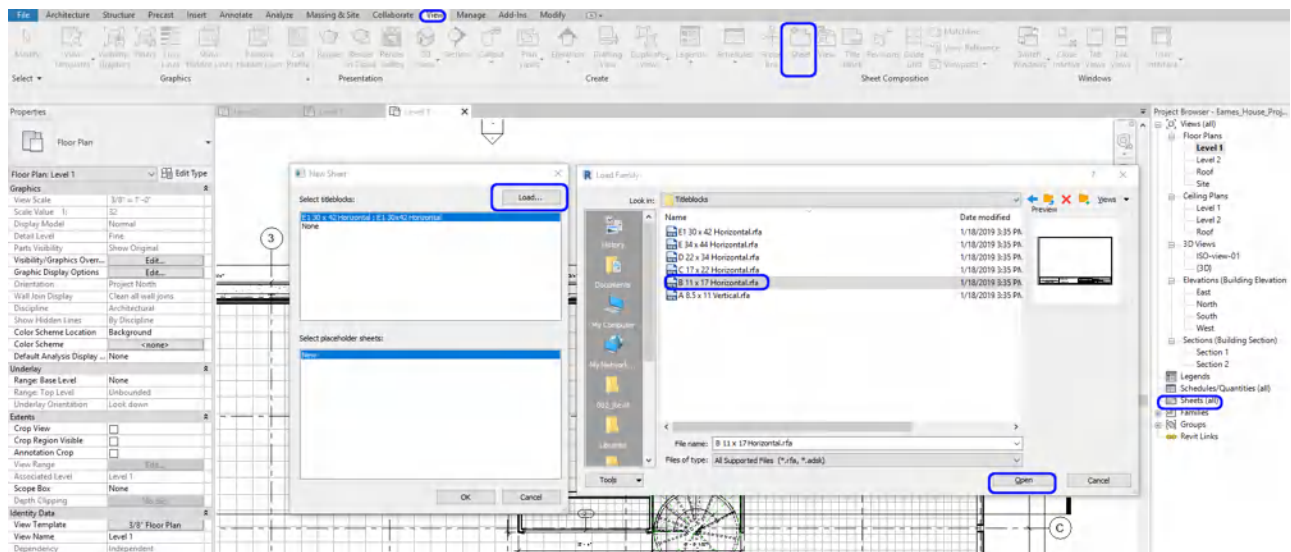 File Architecture Structure Precast Insert Annotate Analyze Massing & Site Collaborate View Manage Add-Ins Modify
Sheet
Select Graphics Presentation Create Sheet Composition Windows
Properties
Floor Plan
Floor Plan: Level 1 Edit Type
Graphics
View Scale 3/8" = 1'-0"
Scale Value 1: 32
Display Model Normal
Detail Level Fine
Parts Visibility Show Original
Visibility/Graphics Overr... Edit...
Graphic Display Options Edit...
Orientation Project North
Wall Join Display Clean all wall joins
Discipline Architectural
Show Hidden Lines By Discipline
Color Scheme Location Background
Color Scheme <none>
Default Analysis Display ... None
Underlay
Range: Base Level None
Range: Top Level Unbounded
Underlay Orientation Look down
Extents
Crop View
Crop Region Visible
Annotation Crop
View Range Edit...
Associated Level Level 1
Scope Box None
Depth Clipping
Identity Data
View Template 3/8" Floor Plan
View Name Level 1
Dependency Independent
Level 1
3
New Sheet
Select titleblocks: Load...
E1 30 x 42 Horizontal : E1 30x42 Horizontal
None
Select placeholder sheets:
New
OK Cancel
Load Family
Look in: Titleblocks Views
Name Date modified Preview
E1 30 x 42 Horizontal.rfa 1/18/2019 3:35 PM
E 34 x 44 Horizontal.rfa 1/18/2019 3:35 PM
D 22 x 34 Horizontal.rfa 1/18/2019 3:35 PM
C 17 x 22 Horizontal.rfa 1/18/2019 3:35 PM
B 11 x 17 Horizontal.rfa 1/18/2019 3:35 PM
A 8.5 x 11 Vertical.rfa 1/18/2019 3:35 PM
History
Documents
My Computer
My Network...
Libraries
File name: B 11 x 17 Horizontal.rfa
Files of type: All Supported Files (*.rfa, *.adsk)
Tools Open Cancel
C
Project Browser - Eames_House_Proj...
Views (all)
Floor Plans
Level 1
Level 2
Roof
Site
Ceiling Plans
Level 1
Level 2
Roof
3D Views
ISO-view-01
{3D}
Elevations (Building Elevation
East
North
South
West
Sections (Building Section)
Section 1
Section 2
Legends
Schedules/Quantities (all)
Sheets (all)
Families
Groups
Revit Links